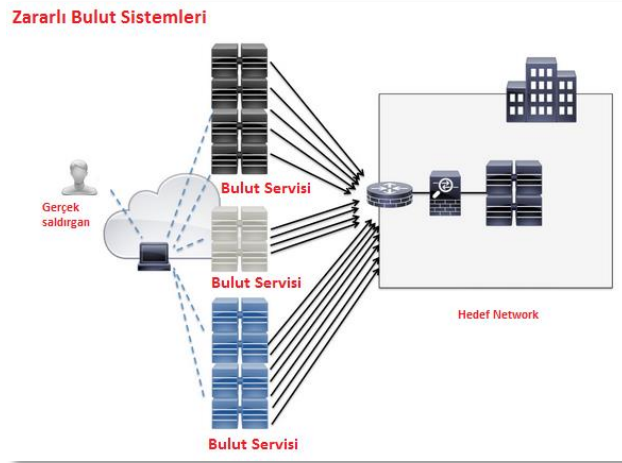 Zararlı Bulut Sistemleri
Bulut Servisi
Gerçek
saldırgan
Bulut Servisi
Hedef Network
Bulut Servisi